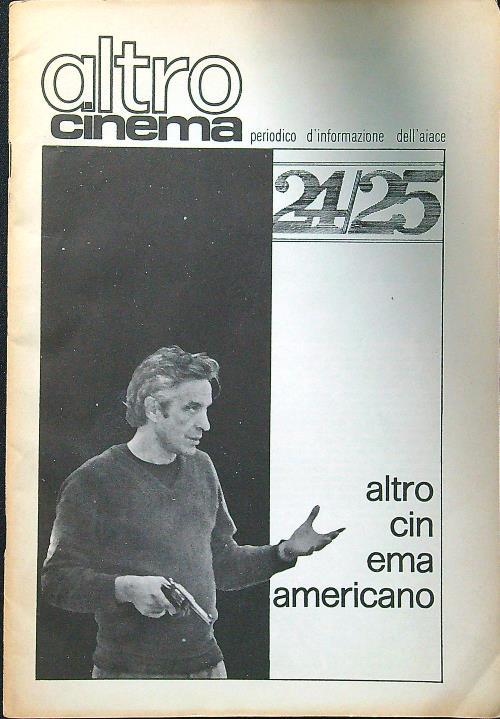 altro
cinema periodico d'informazione dell'aiace
24/25
altro
cin
ema
americano